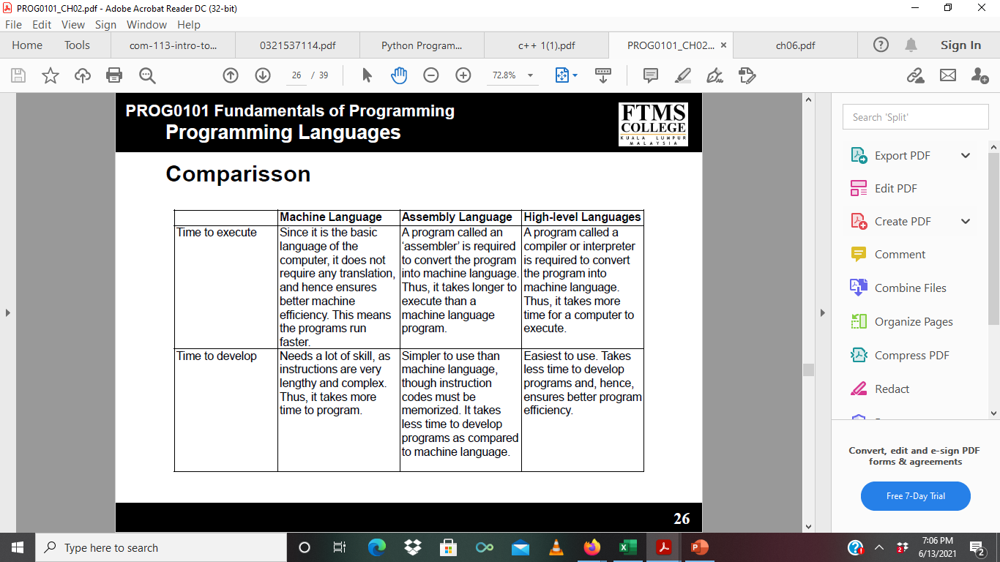 PROG0101_CH02.pdf - Adobe Acrobat Reader DC (32-bit)
File Edit View Sign Window Help
Home Tools com-113-intro-to... 0321537114.pdf Python Program... c++ 1(1).pdf PROG0101_CH02... × ch06.pdf Sign In
26 / 39 72.8%
PROG0101 Fundamentals of Programming
Programming Languages
FTMS
COLLEGE
KUALA LUMPUR
MALAYSIA
Comparisson
Machine Language Assembly Language High-level Languages
Time to execute
Since it is the basic
language of the
computer, it does not
require any translation,
and hence ensures
better machine
efficiency. This means
the programs run
faster.
A program called an
‘assembler’ is required
to convert the program
into machine language.
Thus, it takes longer to
execute than a
machine language
program.
A program called a
compiler or interpreter
is required to convert
the program into
machine language.
Thus, it takes more
time for a computer to
execute.
Time to develop
Needs a lot of skill, as
instructions are very
lengthy and complex.
Thus, it takes more
time to program.
Simpler to use than
machine language,
though instruction
codes must be
memorized. It takes
less time to develop
programs as compared
to machine language.
Easiest to use. Takes
less time to develop
programs and, hence,
ensures better program
efficiency.
26
Search 'Split'
Export PDF
Edit PDF
Create PDF
Comment
Combine Files
Organize Pages
Compress PDF
Redact
Convert, edit and e-sign PDF
forms & agreements
Free 7-Day Trial
Type here to search
7:06 PM
6/13/2021
2